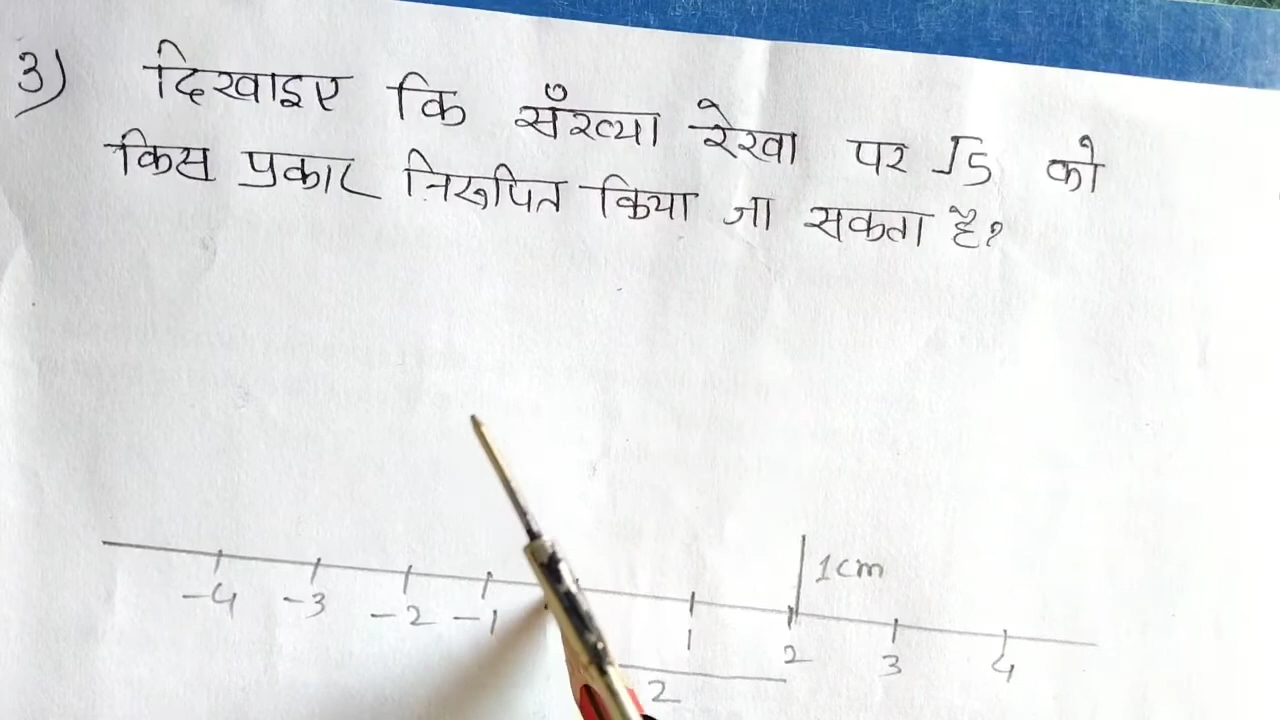 3) दिखाइए कि सँख्या रेखा पर √5 को
किस प्रकार निरूपित किया जा सकता है?
1cm
-4 -3 -2 -1 1 2 3 4
2